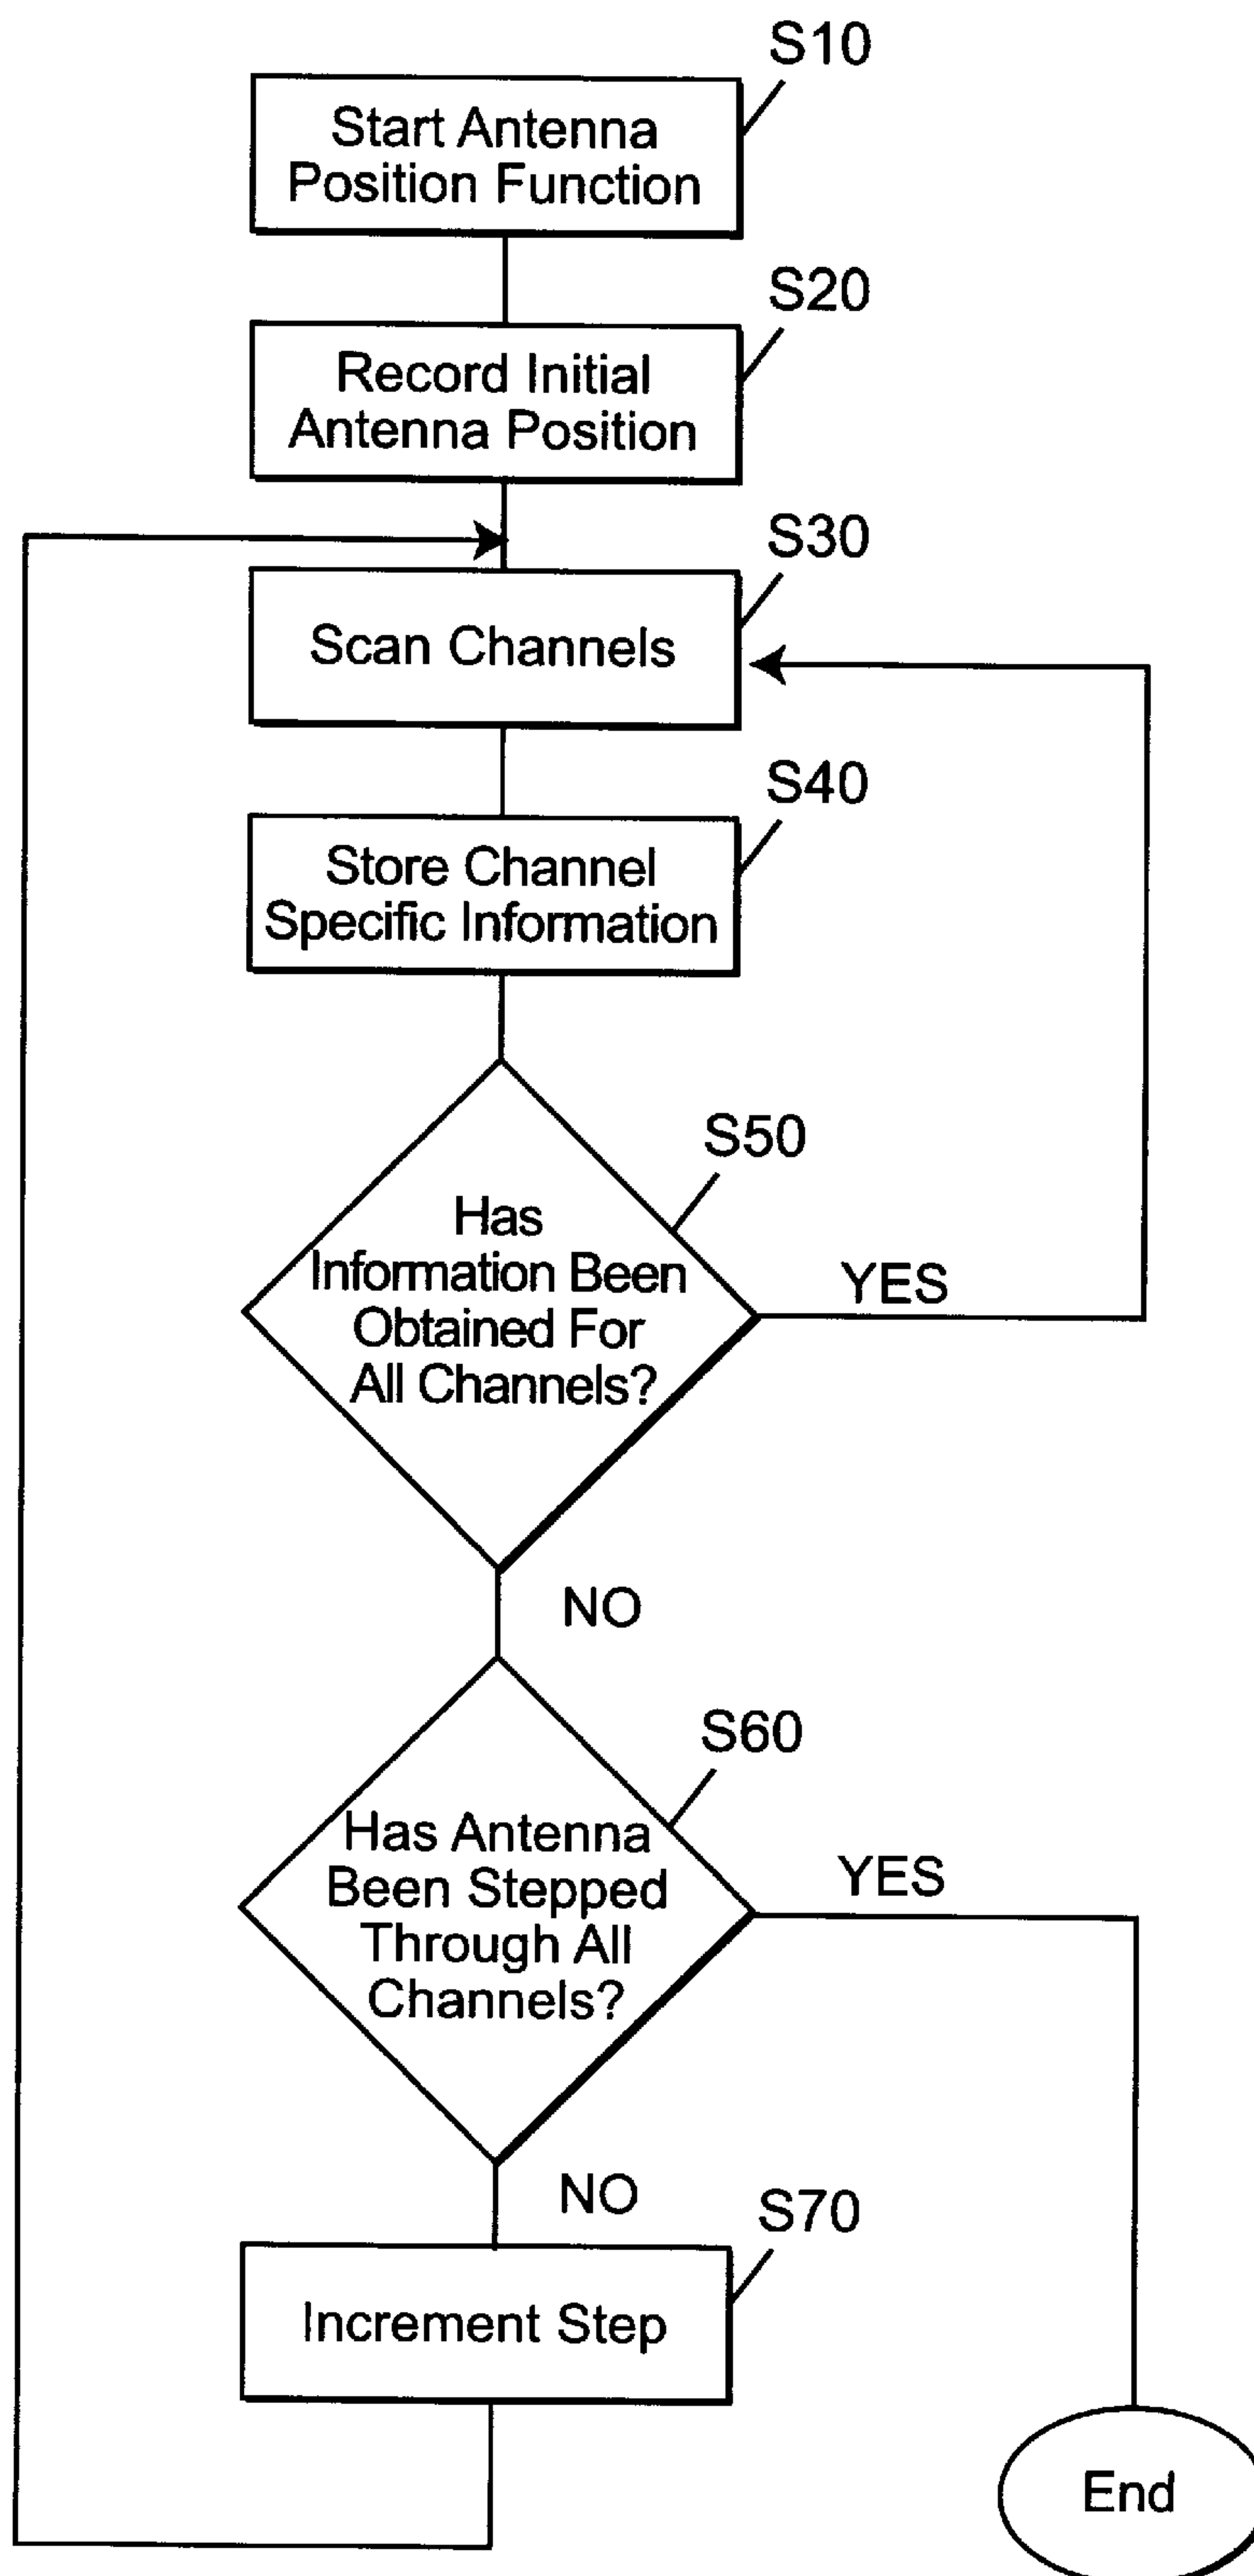 S10
Start Antenna
Position Function
S20
Record Initial
Antenna Position
S30
Scan Channels
S40
Store Channel
Specific Information
S50
Has
Information Been
Obtained For
All Channels?
YES
NO
S60
Has Antenna
Been Stepped
Through All
Channels?
YES
NO
S70
Increment Step
End